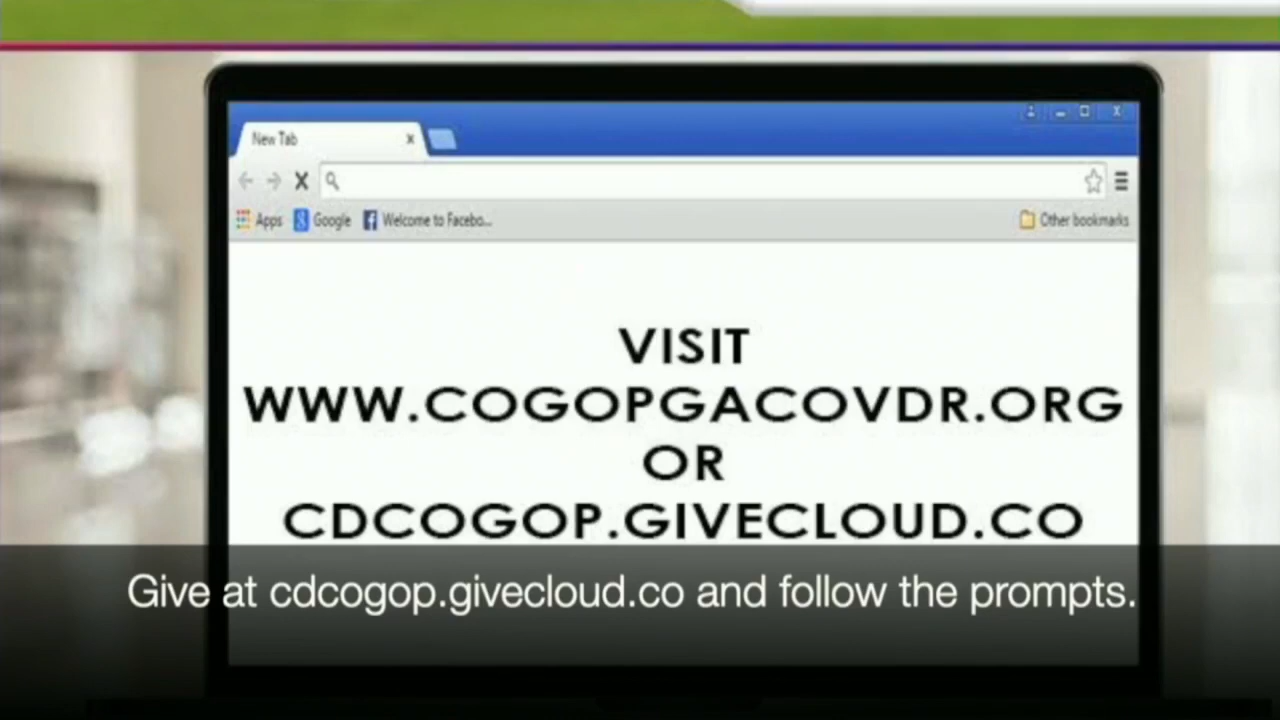 New Tab
Apps Google Welcome to Facebo... Other bookmarks
VISIT
WWW.COGOPGACOVDR.ORG
OR
CDCOGOP.GIVECLOUD.CO
Give at cdcogop.givecloud.co and follow the prompts.